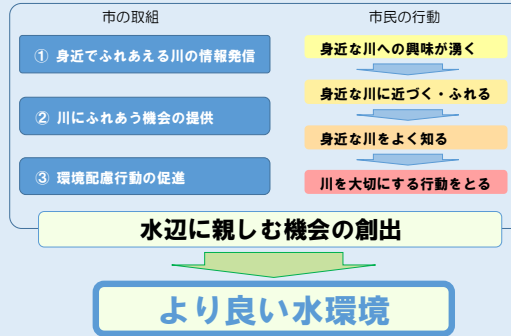 市の取組
① 身近でふれあえる川の情報発信
② 川にふれあう機会の提供
③ 環境配慮行動の促進
市民の行動
身近な川への興味が湧く
身近な川に近づく・ふれる
身近な川をよく知る
川を大切にする行動をとる
水辺に親しむ機会の創出
より良い水環境